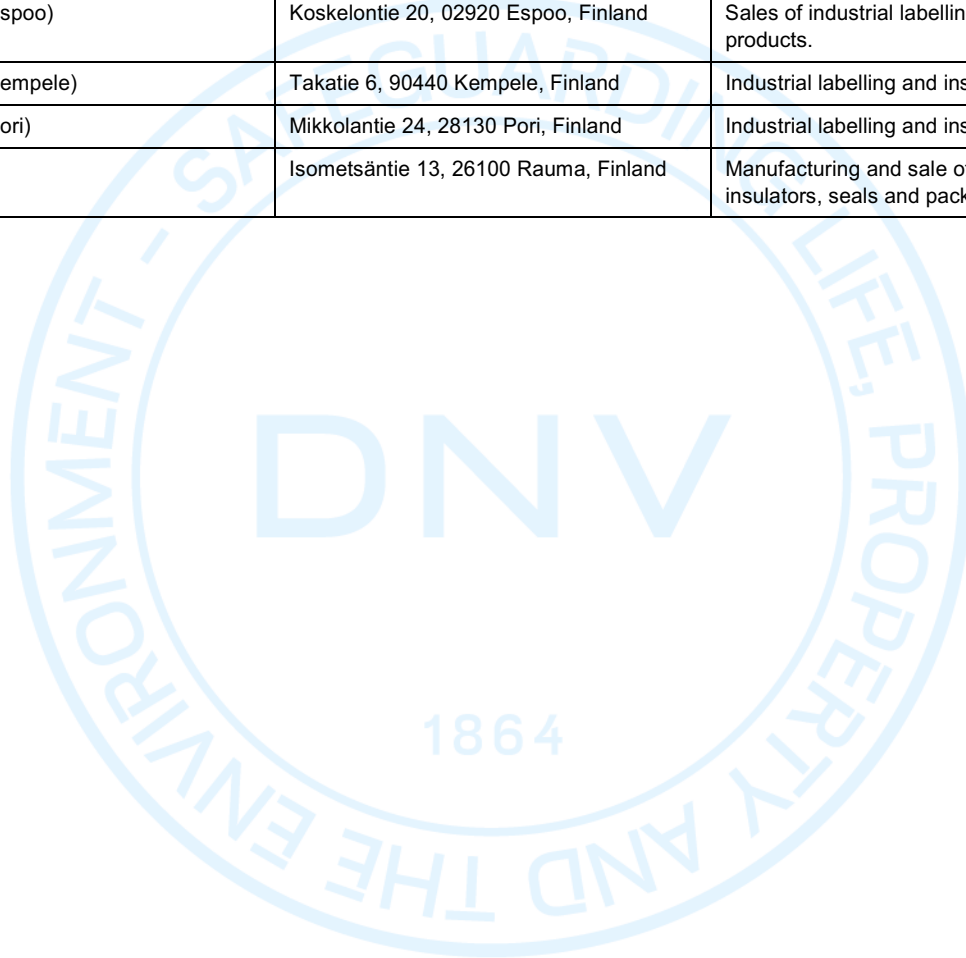 spoo) Koskelontie 20, 02920 Espoo, Finland Sales of industrial labellin
products.
empele) Takatie 6, 90440 Kempele, Finland Industrial labelling and ins
ori) Mikkolantie 24, 28130 Pori, Finland Industrial labelling and ins
Isometsäntie 13, 26100 Rauma, Finland Manufacturing and sale of
insulators, seals and pack
SAFEGUARDING LIFE, PROPERTY AND THE ENVIRONMENT -
DNV
1864